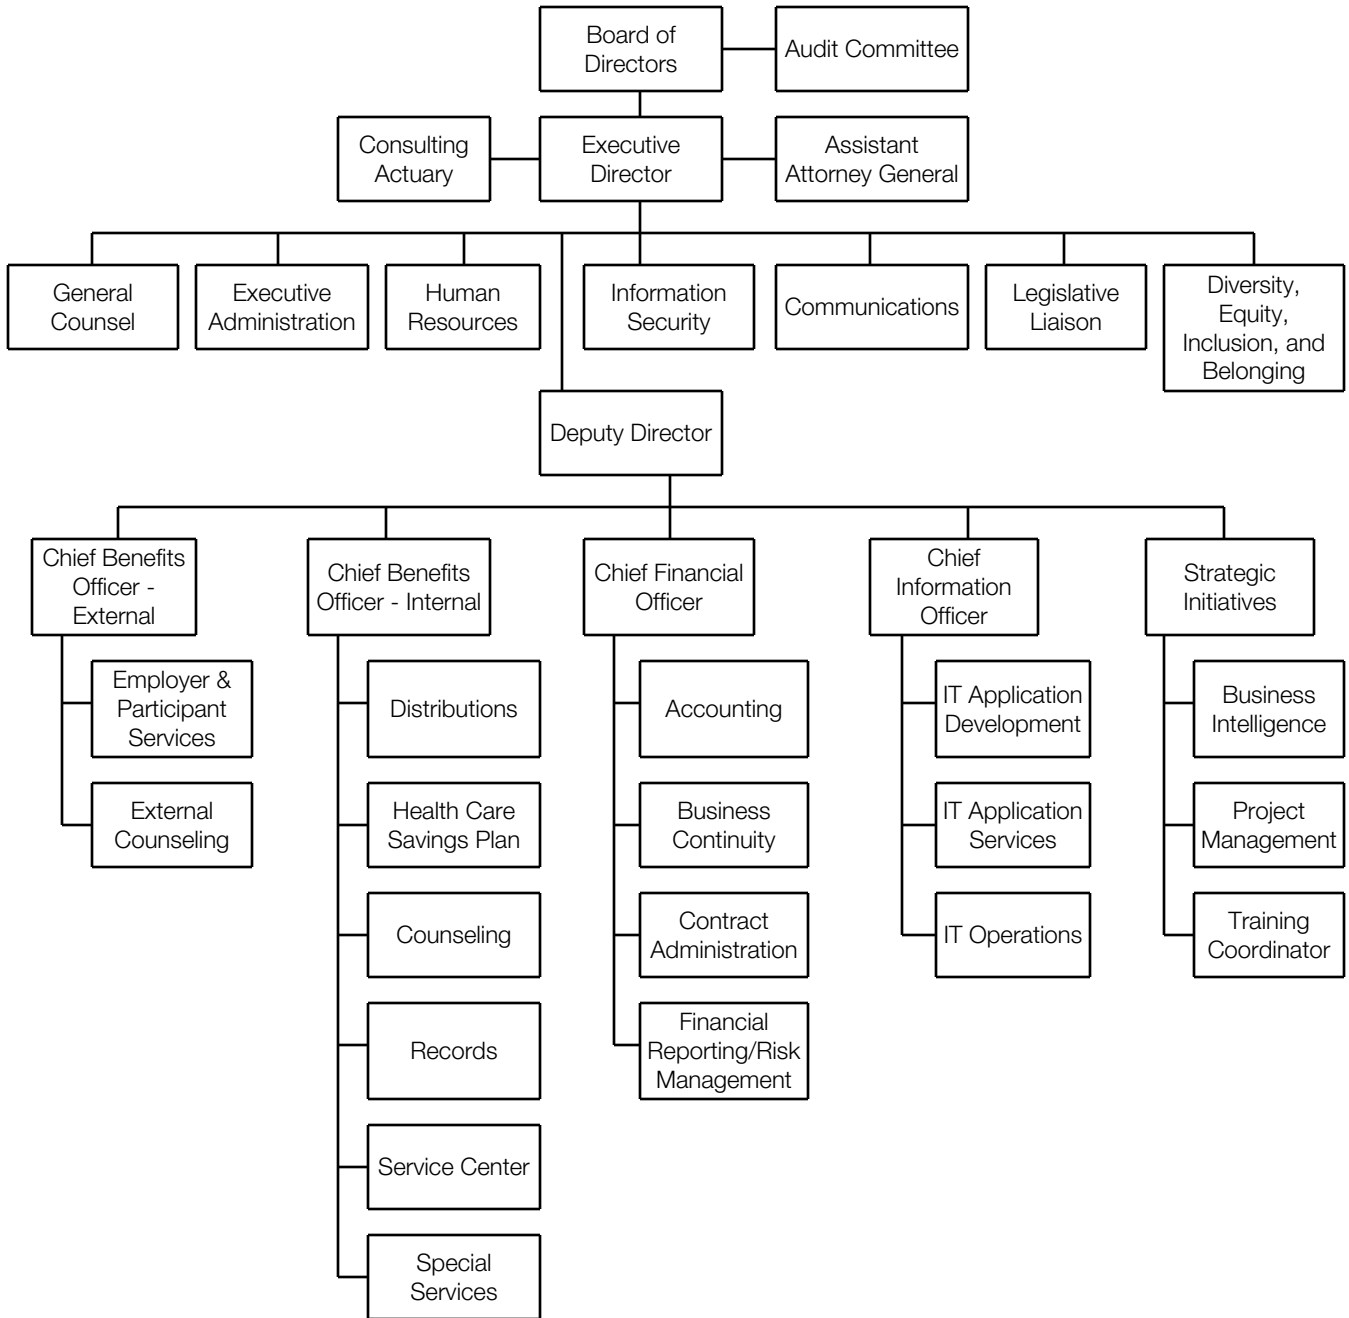 Board of
Directors
Audit Committee
Consulting
Actuary
Executive
Director
Assistant
Attorney General
General
Counsel
Executive
Administration
Human
Resources
Information
Security
Communications
Legislative
Liaison
Diversity,
Equity,
Inclusion, and
Belonging
Deputy Director
Chief Benefits
Officer -
External
Chief Benefits
Officer - Internal
Chief Financial
Officer
Chief
Information
Officer
Strategic
Initiatives
Employer &
Participant
Services
External
Counseling
Distributions
Health Care
Savings Plan
Counseling
Records
Service Center
Special
Services
Accounting
Business
Continuity
Contract
Administration
Financial
Reporting/Risk
Management
IT Application
Development
IT Application
Services
IT Operations
Business
Intelligence
Project
Management
Training
Coordinator